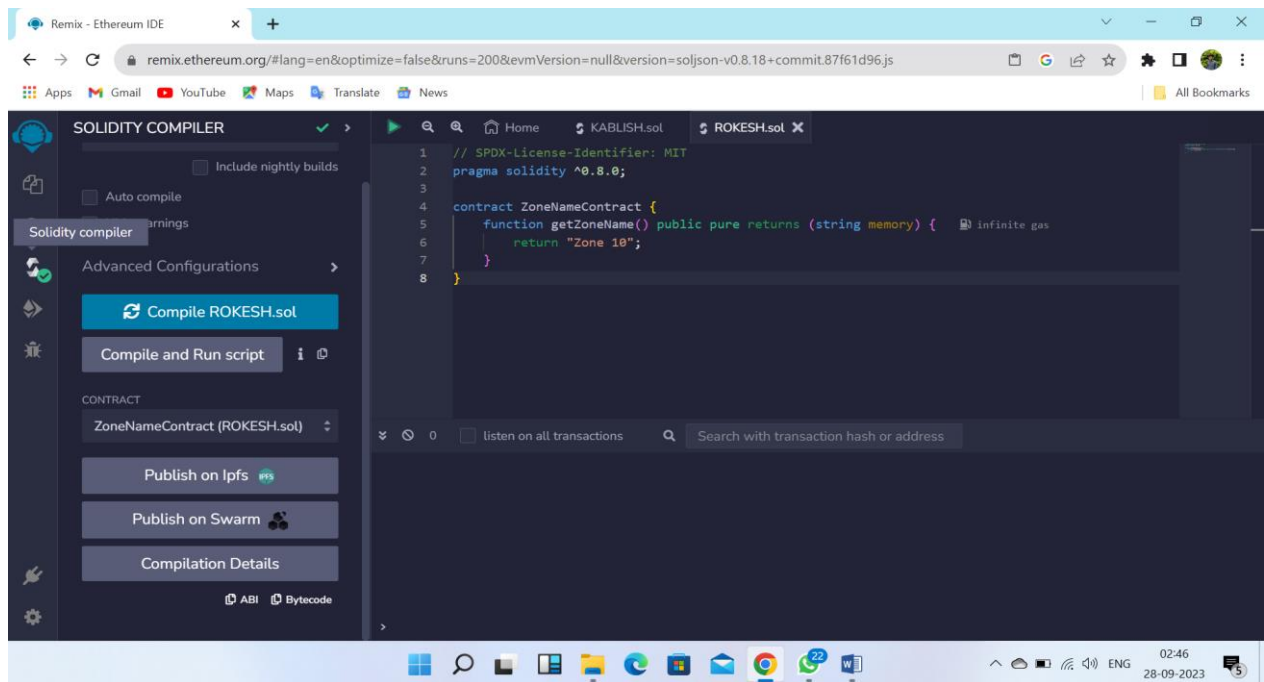 Remix - Ethereum IDE
remix.ethereum.org/#lang=en&optimize=false&runs=200&evmVersion=null&version=soljson-v0.8.18+commit.87f61d96.js
Apps Gmail YouTube Maps Translate News All Bookmarks
SOLIDITY COMPILER
Include nightly builds
Auto compile
Solidity compiler
Advanced Configurations
Compile ROKESH.sol
Compile and Run script
CONTRACT
ZoneNameContract (ROKESH.sol)
Publish on Ipfs IPFS
Publish on Swarm
Compilation Details
ABI Bytecode
Home KABLISH.sol ROKESH.sol
1 // SPDX-License-Identifier: MIT
2 pragma solidity ^0.8.0;
3
4 contract ZoneNameContract {
5 function getZoneName() public pure returns (string memory) { infinite gas
6 return "Zone 10";
7 }
8 }
0 listen on all transactions Search with transaction hash or address
>
22
ENG 02:46
28-09-2023 5